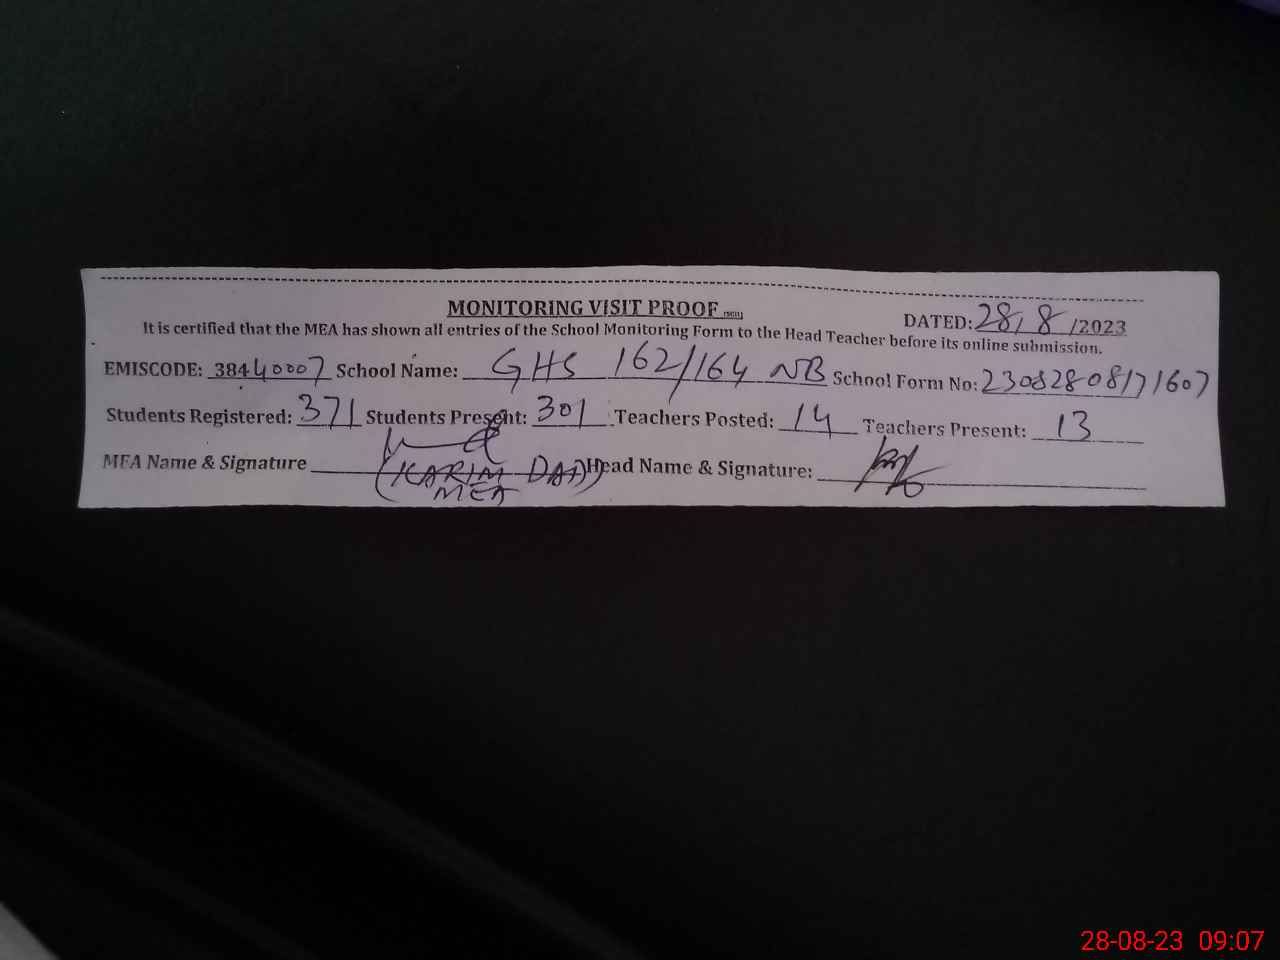 MONITORING VISIT PROOF
DATED: 28/8/2023
It is certified that the MEA has shown all entries of the School Monitoring Form to the Head Teacher before its online submission.
EMISCODE: 38440007 School Name: GHS 162/164 NB School Form No: 23082808171607
Students Registered: 371 Students Present: 301 Teachers Posted: 14 Teachers Present: 13
MEA Name & Signature (KARIM DAD) Head Name & Signature:
MEA
28-08-23 09:07